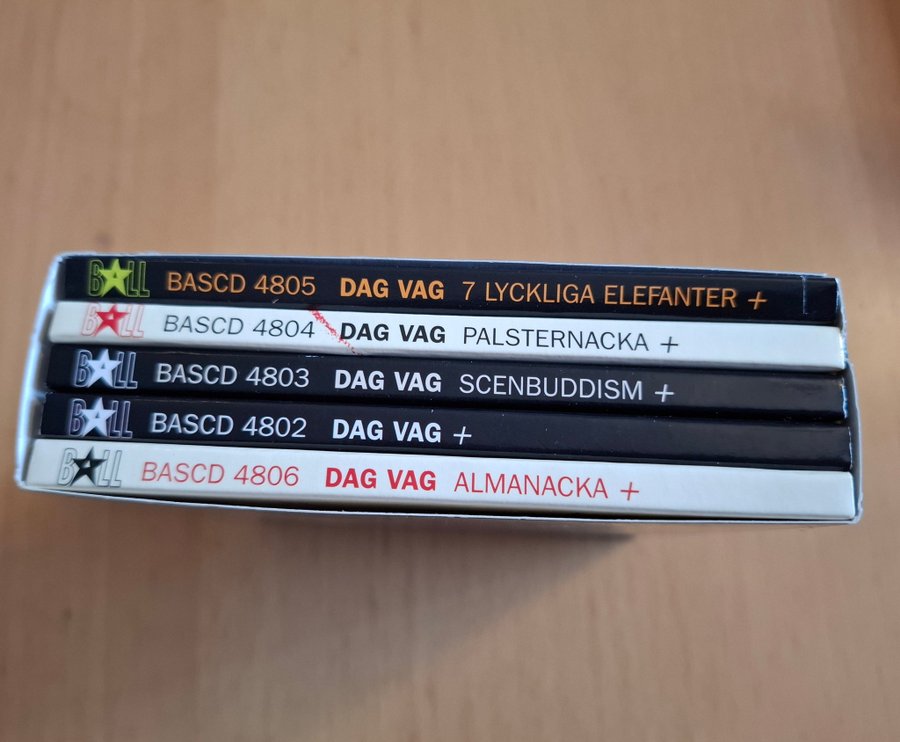 BALL BASCD 4805 DAG VAG 7 LYCKLIGA ELEFANTER +
BALL BASCD 4804 DAG VAG PALSTERNACKA +
BALL BASCD 4803 DAG VAG SCENBUDDISM +
BALL BASCD 4802 DAG VAG +
BALL BASCD 4806 DAG VAG ALMANACKA +